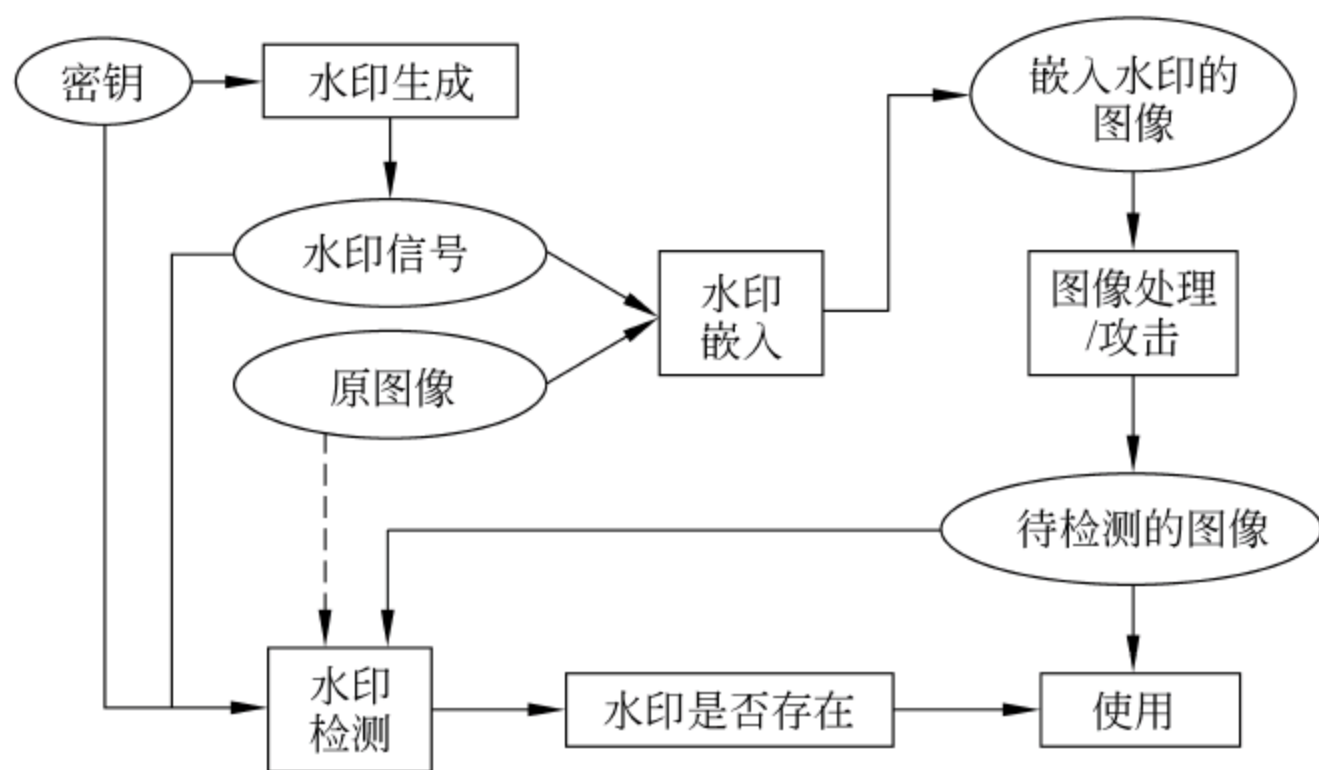 密钥
水印生成
嵌入水印的
图像
水印信号
水印
嵌入
图像处理
/攻击
原图像
待检测的图像
水印
检测
水印是否存在
使用